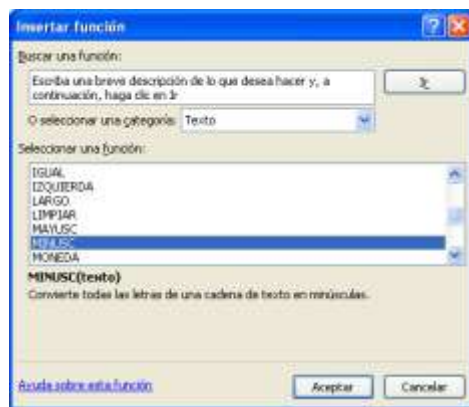 Insertar función
Buscar una función:
Escriba una breve descripción de lo que desea hacer y, a
continuación, haga clic en Ir
Ir
O seleccionar una categoría: Texto
Seleccionar una función:
IGUAL
IZQUIERDA
LARGO
LIMPIAR
MAYUSC
MINUSC
MONEDA
MINUSC(texto)
Convierte todas las letras de una cadena de texto en minúsculas.
Ayuda sobre esta función
Aceptar
Cancelar